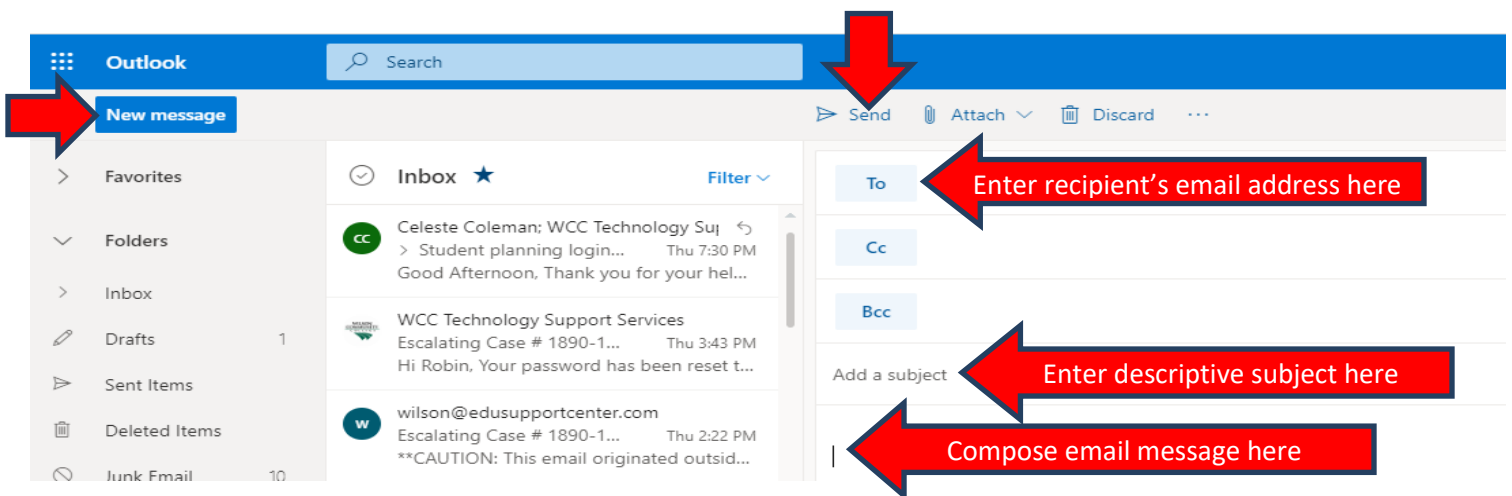 Outlook
Search
New message
Send Attach Discard ...
Favorites
Folders
Inbox
Drafts 1
Sent Items
Deleted Items
Junk Email 10
Inbox Filter
CC
Celeste Coleman; WCC Technology Su
> Student planning login... Thu 7:30 PM
Good Afternoon, Thank you for your hel...
WCC Technology Support Services
Escalating Case # 1890-1... Thu 3:43 PM
Hi Robin, Your password has been reset t...
W
wilson@edusupportcenter.com
Escalating Case # 1890-1... Thu 2:22 PM
**CAUTION: This email originated outsid...
To Enter recipient’s email address here
Cc
Bcc
Add a subject Enter descriptive subject here
Compose email message here